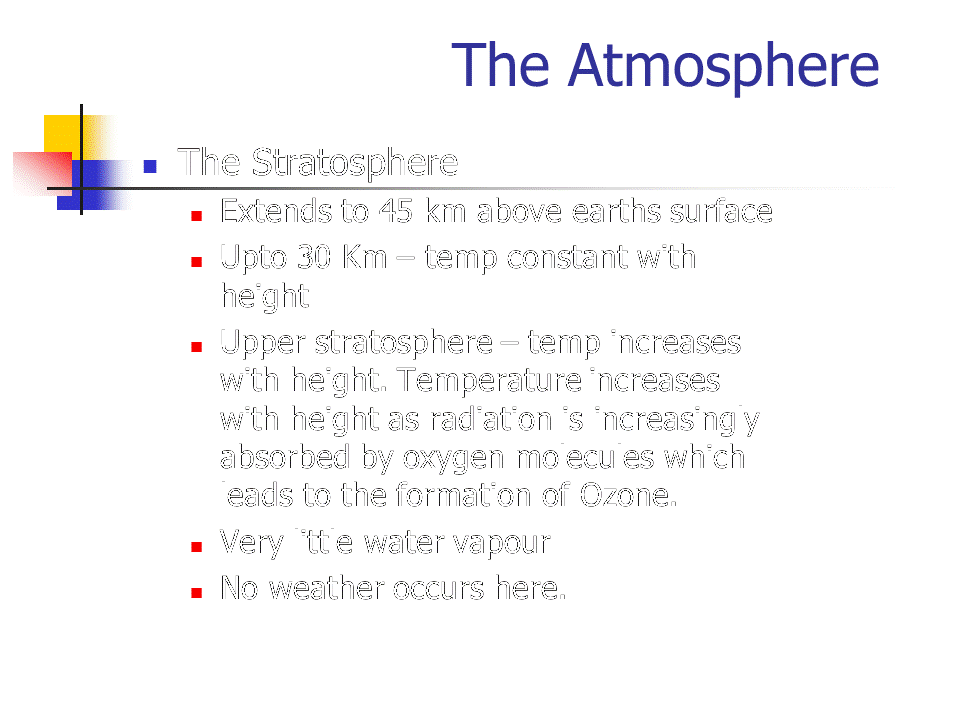 The Atmosphere
The Stratosphere
Extends to 45 km above earths surface
Upto 30 Km – temp constant with
height
Upper stratosphere – temp increases
with height. Temperature increases
with height as radiation is increasingly
absorbed by oxygen molecules which
leads to the formation of Ozone.
Very little water vapour
No weather occurs here.